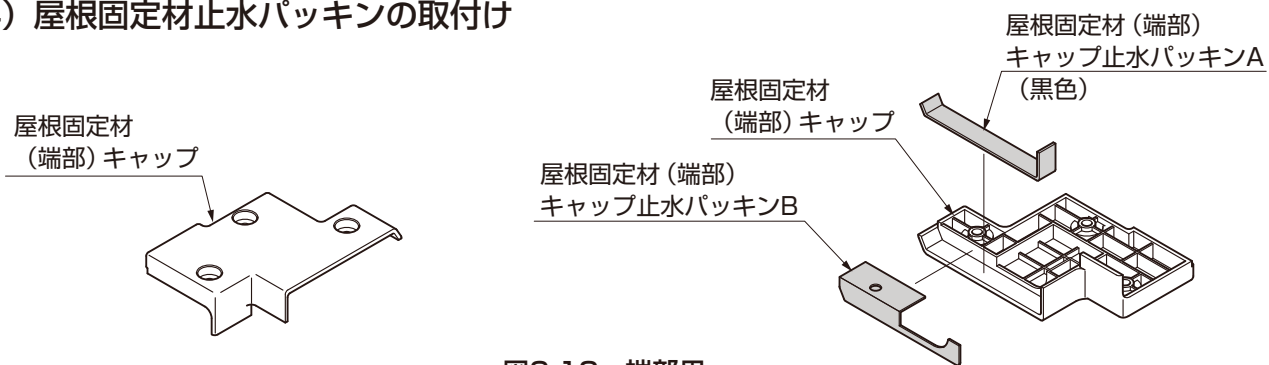 ）屋根固定材止水パッキンの取付け
屋根固定材
（端部）キャップ
屋根固定材（端部）
キャップ止水パッキンA
（黒色）
屋根固定材
（端部）キャップ
屋根固定材（端部）
キャップ止水パッキンB